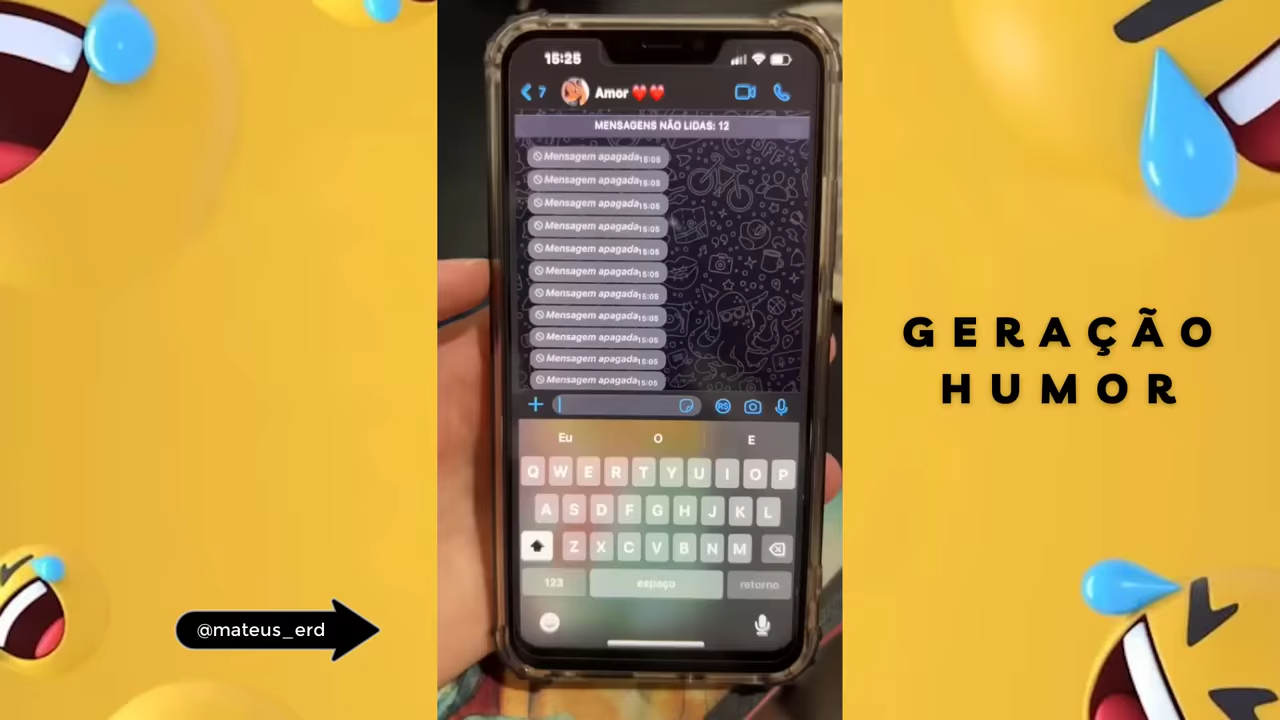 15:25
7
Amor ❤️❤️
MENSAGENS NÃO LIDAS: 12
Mensagem apagada 15:05
Mensagem apagada 15:05
Mensagem apagada 15:05
Mensagem apagada 15:05
Mensagem apagada 15:05
Mensagem apagada 15:05
Mensagem apagada 15:05
Mensagem apagada 15:05
Mensagem apagada 15:05
Mensagem apagada 15:05
Mensagem apagada 15:05
RS
Eu O E
Q W E R T Y U I O P
A S D F G H J K L
Z X C V B N M
123 espaço retorno
GERAÇÃO
HUMOR
@mateus_erd